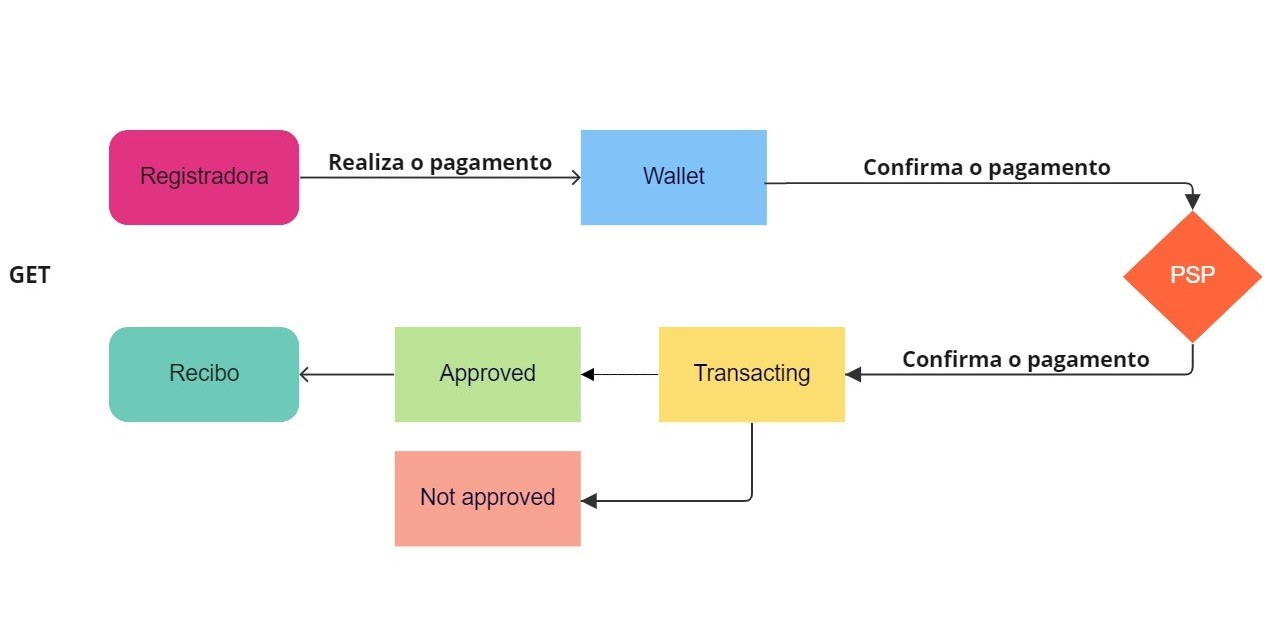 Registradora
Realiza o pagamento
Wallet
Confirma o pagamento
GET
PSP
Recibo
Approved
Transacting
Confirma o pagamento
Not approved